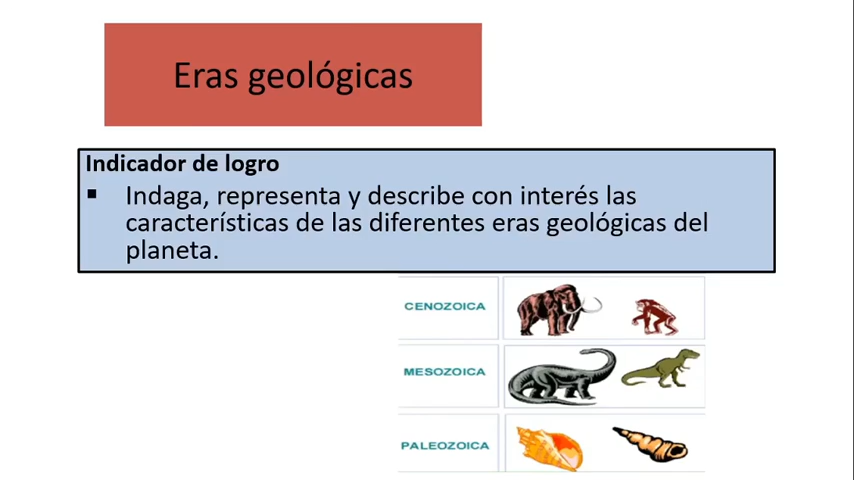 Eras geológicas
Indicador de logro
▪ Indaga, representa y describe con interés las
características de las diferentes eras geológicas del
planeta.
CENOZOICA
MESOZOICA
PALEOZOICA